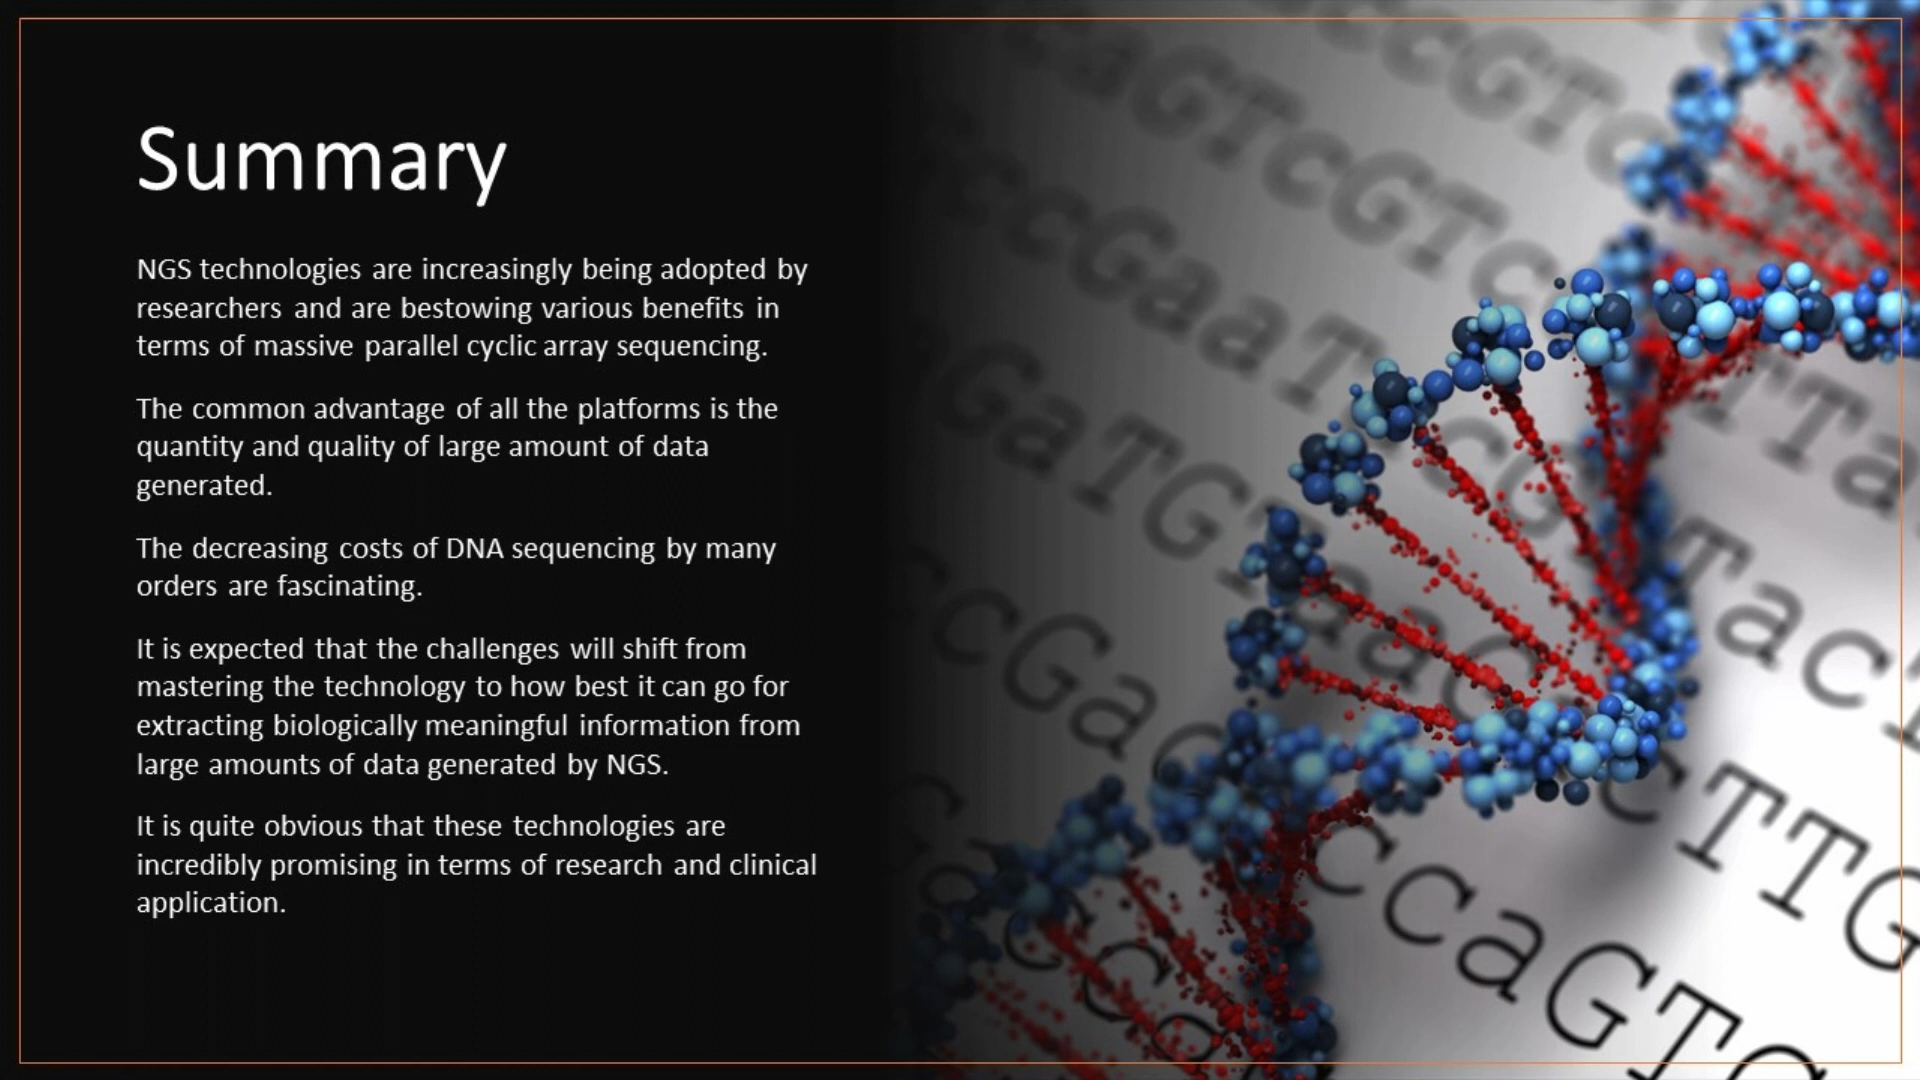 Summary
NGS technologies are increasingly being adopted by
researchers and are bestowing various benefits in
terms of massive parallel cyclic array sequencing.
The common advantage of all the platforms is the
quantity and quality of large amount of data
generated.
The decreasing costs of DNA sequencing by many
orders are fascinating.
It is expected that the challenges will shift from
mastering the technology to how best it can go for
extracting biologically meaningful information from
large amounts of data generated by NGS.
It is quite obvious that these technologies are
incredibly promising in terms of research and clinical
application.